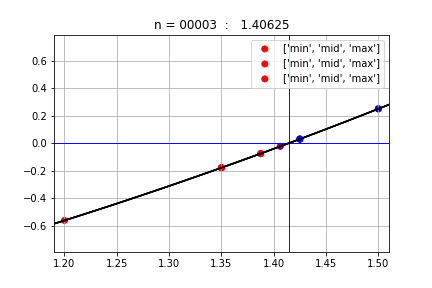 n = 00003 : 1.40625
['min', 'mid', 'max']
['min', 'mid', 'max']
['min', 'mid', 'max']
0.6
0.4
0.2
0.0
−0.2
−0.4
−0.6
1.20 1.25 1.30 1.35 1.40 1.45 1.50